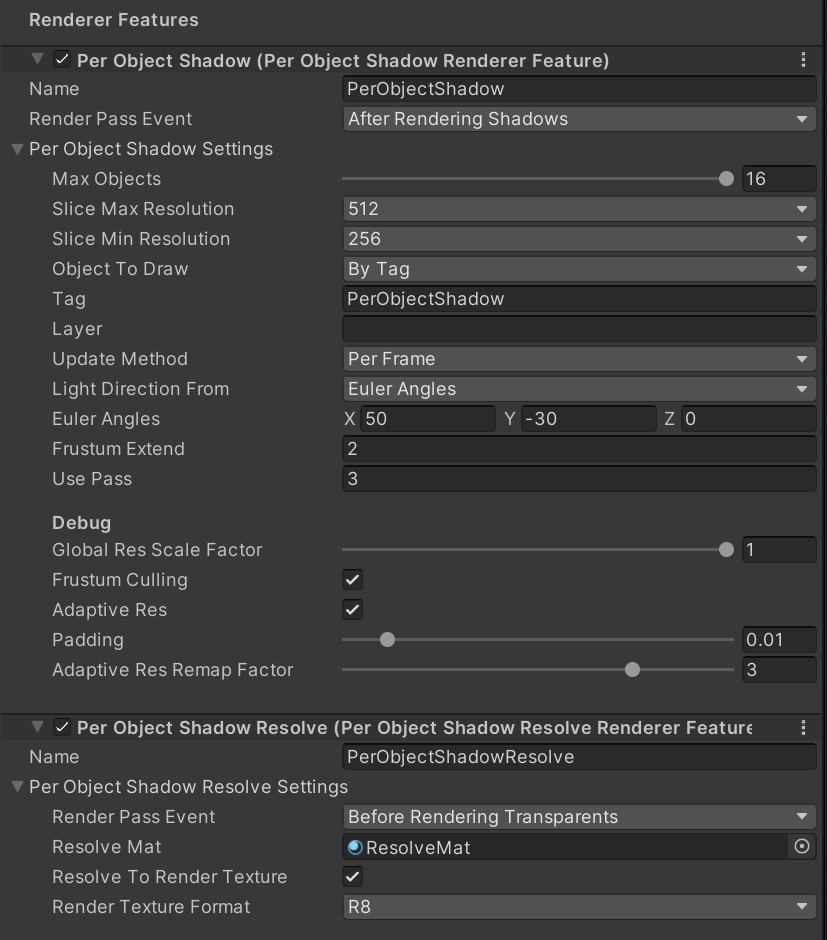 Renderer Features
Per Object Shadow (Per Object Shadow Renderer Feature)
Name PerObjectShadow
Render Pass Event After Rendering Shadows
Per Object Shadow Settings
Max Objects 16
Slice Max Resolution 512
Slice Min Resolution 256
Object To Draw By Tag
Tag PerObjectShadow
Layer
Update Method Per Frame
Light Direction From Euler Angles
Euler Angles X 50 Y -30 Z 0
Frustum Extend 2
Use Pass 3
Debug
Global Res Scale Factor 1
Frustum Culling
Adaptive Res
Padding 0.01
Adaptive Res Remap Factor 3
Per Object Shadow Resolve (Per Object Shadow Resolve Renderer Feature
Name PerObjectShadowResolve
Per Object Shadow Resolve Settings
Render Pass Event Before Rendering Transparents
Resolve Mat ResolveMat
Resolve To Render Texture
Render Texture Format R8